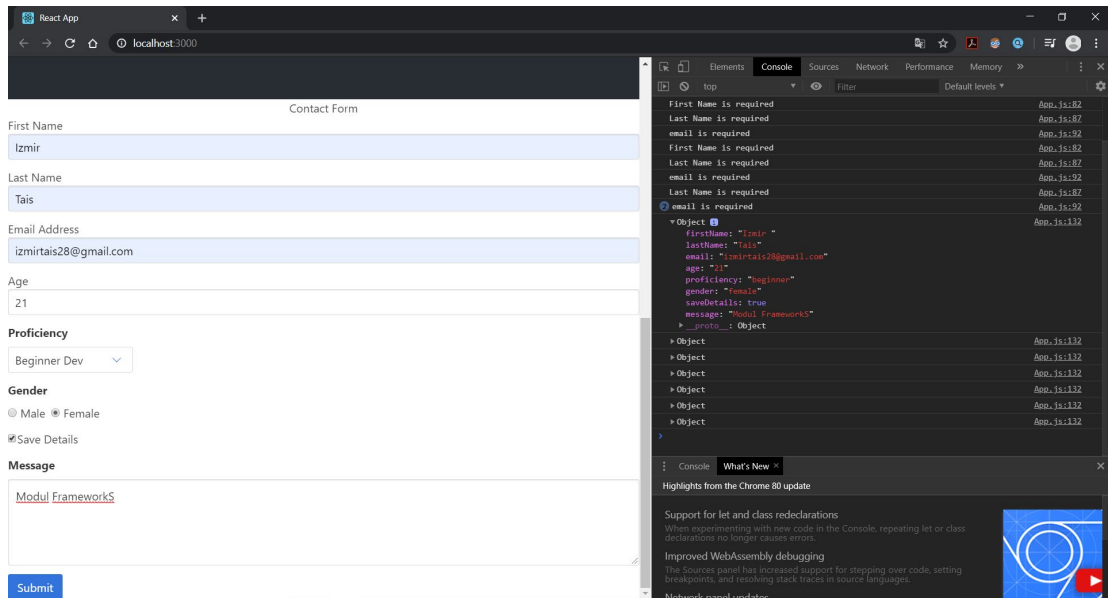 React App
localhost:3000
Contact Form
First Name
Izmir
Last Name
Tais
Email Address
izmirtais28@gmail.com
Age
21
Proficiency
Beginner Dev
Gender
Male Female
Save Details
Message
Modul FrameworkS
Submit
Elements Console Sources Network Performance Memory »
top Filter Default levels ▼
First Name is required App.js:82
Last Name is required App.js:87
email is required App.js:92
First Name is required App.js:82
Last Name is required App.js:87
email is required App.js:92
Last Name is required App.js:87
2 email is required App.js:92
▼Object App.js:132
firstName: "Izmir "
lastName: "Tais"
email: "izmirtais28@gmail.com"
age: "21"
proficiency: "beginner"
gender: "female"
saveDetails: true
message: "Modul FrameworkS"
▶__proto__: Object
▶Object App.js:132
▶Object App.js:132
▶Object App.js:132
▶Object App.js:132
▶Object App.js:132
▶Object App.js:132
Console What's New ×
Highlights from the Chrome 80 update
Support for let and class redeclarations
When experimenting with new code in the Console, repeating let or class
declarations no longer causes errors.
Improved WebAssembly debugging
The Sources panel has increased support for stepping over code, setting
breakpoints, and resolving stack traces in source languages.
Network panel updates